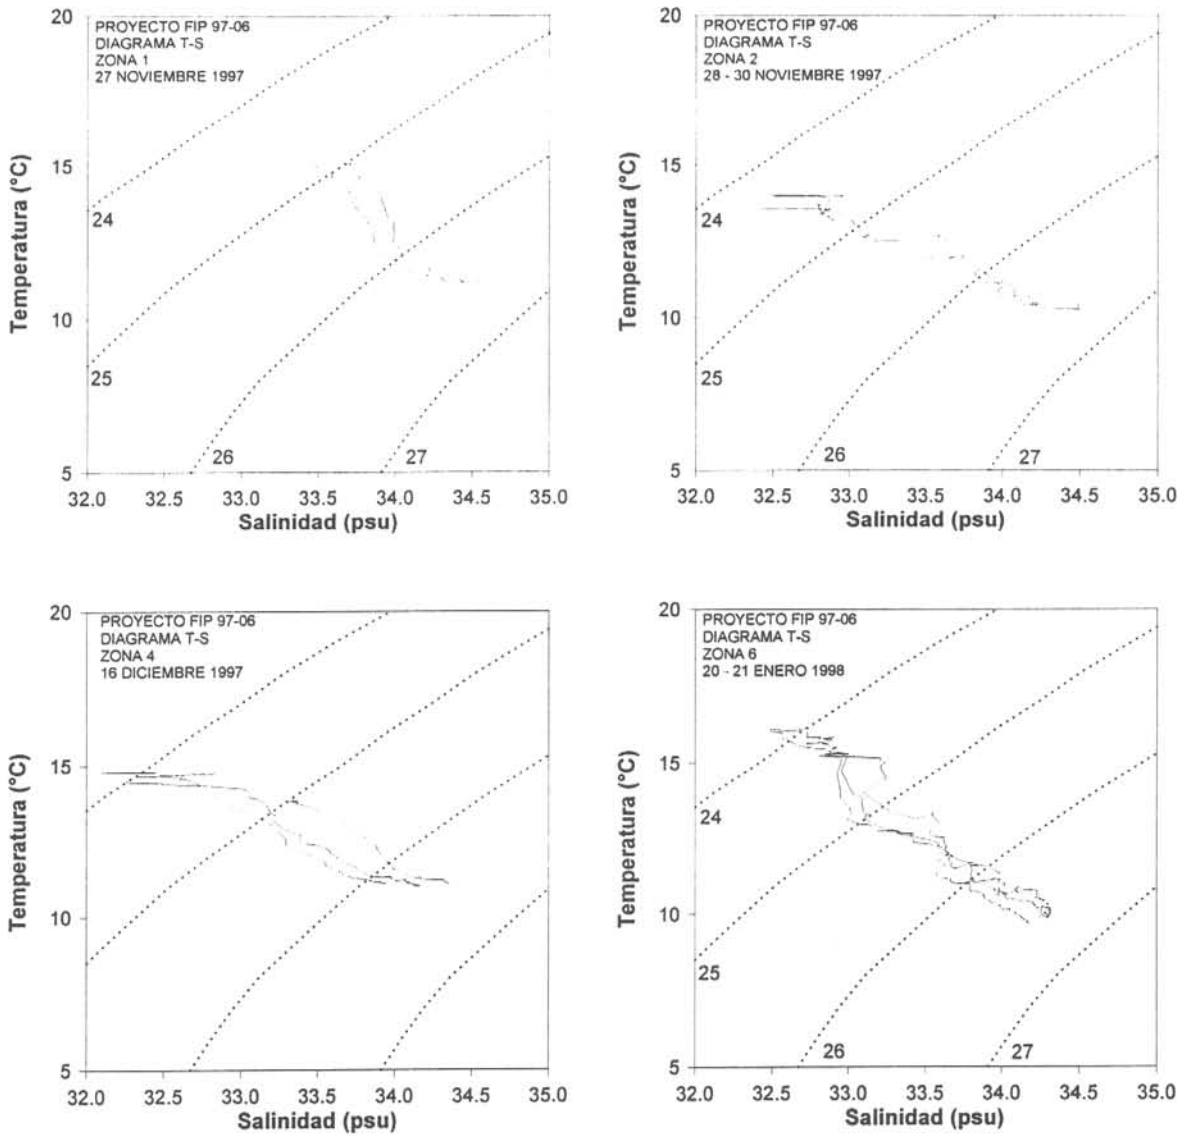 PROYECTO FIP 97-06
DIAGRAMA T-S
ZONA 1
27 NOVIEMBRE 1997
20
15
10
5
Temperatura (°C)
24
25
26
27
32.0 32.5 33.0 33.5 34.0 34.5 35.0
Salinidad (psu)
PROYECTO FIP 97-06
DIAGRAMA T-S
ZONA 2
28 - 30 NOVIEMBRE 1997
20
15
10
5
Temperatura (°C)
24
25
26
27
32.0 32.5 33.0 33.5 34.0 34.5 35.0
Salinidad (psu)
PROYECTO FIP 97-06
DIAGRAMA T-S
ZONA 4
16 DICIEMBRE 1997
20
15
10
5
Temperatura (°C)
32.0 32.5 33.0 33.5 34.0 34.5 35.0
Salinidad (psu)
PROYECTO FIP 97-06
DIAGRAMA T-S
ZONA 6
20 - 21 ENERO 1998
20
15
10
5
Temperatura (°C)
24
25
26
27
32.0 32.5 33.0 33.5 34.0 34.5 35.0
Salinidad (psu)